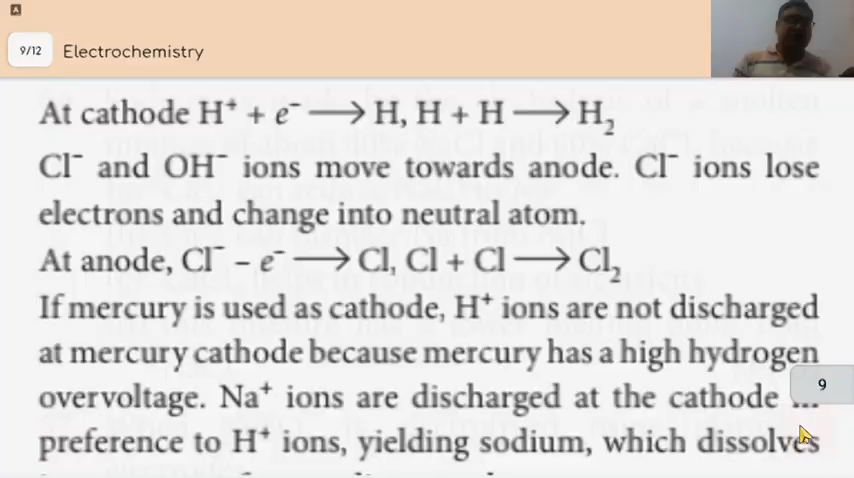 A
9/12 Electrochemistry
At cathode H⁺ + e⁻ ⟶ H, H + H ⟶ H₂
Cl⁻ and OH⁻ ions move towards anode. Cl⁻ ions lose
electrons and change into neutral atom.
At anode, Cl⁻ – e⁻ ⟶ Cl, Cl + Cl ⟶ Cl₂
If mercury is used as cathode, H⁺ ions are not discharged
at mercury cathode because mercury has a high hydrogen
overvoltage. Na⁺ ions are discharged at the cathode
9
preference to H⁺ ions, yielding sodium, which dissolves